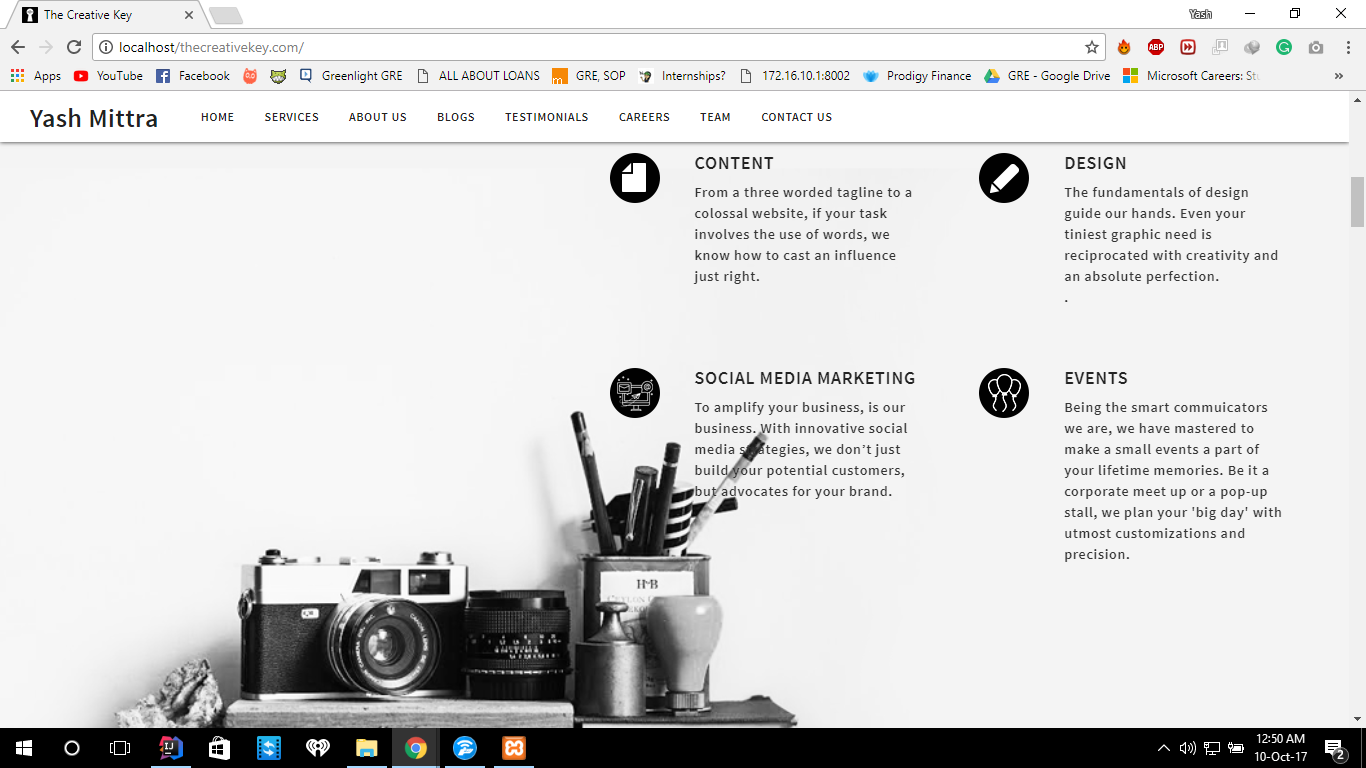 The Creative Key
Yash
localhost/thecreativekey.com/
ABP
Apps YouTube Facebook Greenlight GRE ALL ABOUT LOANS GRE, SOP Internships? 172.16.10.1:8002 Prodigy Finance GRE - Google Drive Microsoft Careers: Stu »
Yash Mittra HOME SERVICES ABOUT US BLOGS TESTIMONIALS CAREERS TEAM CONTACT US
CONTENT
From a three worded tagline to a
colossal website, if your task
involves the use of words, we
know how to cast an influence
just right.
DESIGN
The fundamentals of design
guide our hands. Even your
tiniest graphic need is
reciprocated with creativity and
an absolute perfection.
.
SOCIAL MEDIA MARKETING
To amplify your business, is our
business. With innovative social
media strategies, we don’t just
build your potential customers,
but advocates for your brand.
EVENTS
Being the smart commuicators
we are, we have mastered to
make a small events a part of
your lifetime memories. Be it a
corporate meet up or a pop-up
stall, we plan your 'big day' with
utmost customizations and
precision.
HMB
QL
12:50 AM
10-Oct-17
2